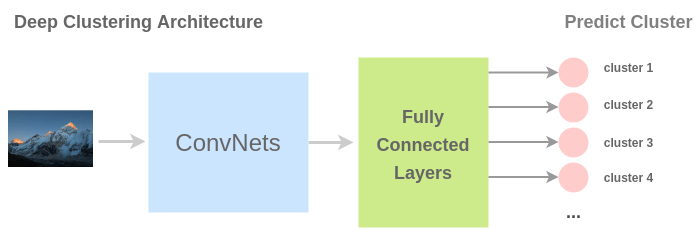 Deep Clustering Architecture
Predict Cluster
ConvNets
Fully
Connected
Layers
cluster 1
cluster 2
cluster 3
cluster 4
...